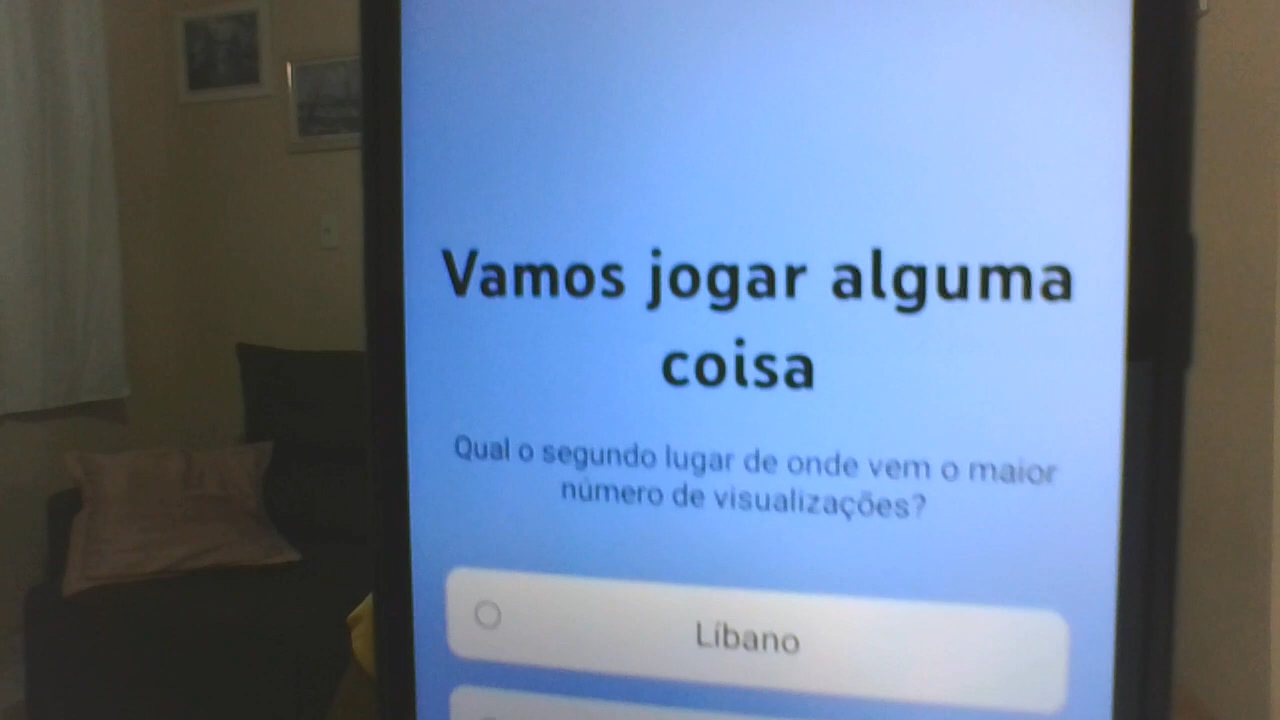 Vamos jogar alguma
coisa
Qual o segundo lugar de onde vem o maior
número de visualizações?
Líbano